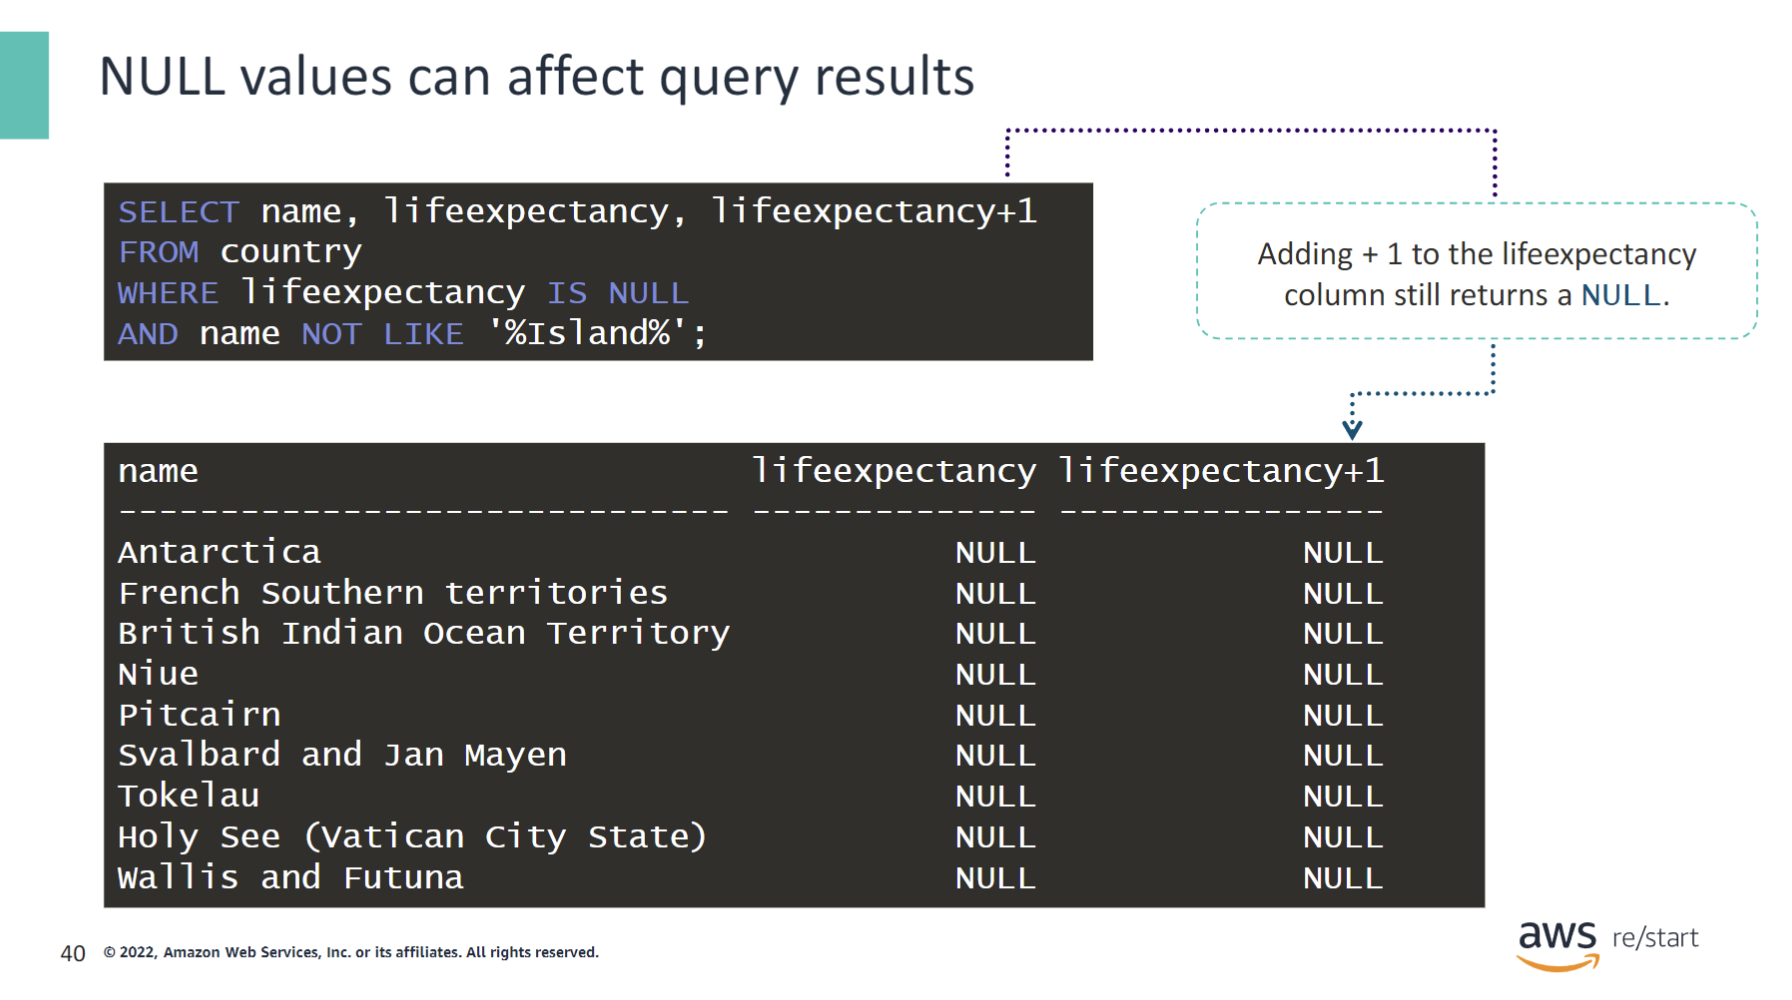 NULL values can affect query results
SELECT name, lifeexpectancy, lifeexpectancy+1
FROM country
WHERE lifeexpectancy IS NULL
AND name NOT LIKE '%Island%';
Adding + 1 to the lifeexpectancy
column still returns a NULL.
name lifeexpectancy lifeexpectancy+1
------------------------------ -------------- ----------------
Antarctica NULL NULL
French Southern territories NULL NULL
British Indian Ocean Territory NULL NULL
Niue NULL NULL
Pitcairn NULL NULL
Svalbard and Jan Mayen NULL NULL
Tokelau NULL NULL
Holy See (Vatican City State) NULL NULL
Wallis and Futuna NULL NULL
40 © 2022, Amazon Web Services, Inc. or its affiliates. All rights reserved.
aws re/start